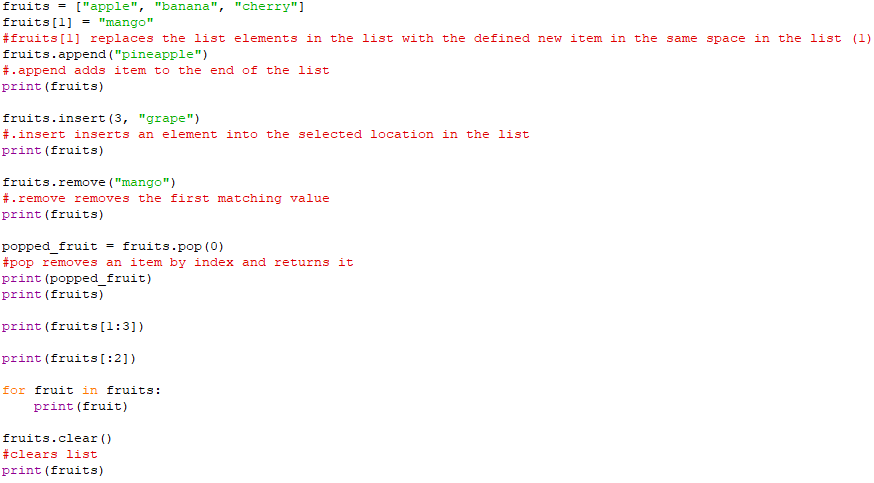 fruits = ["apple", "banana", "cherry"]
fruits[1] = "mango"
#fruits[1] replaces the list elements in the list with the defined new item in the same space in the list (1)
fruits.append("pineapple")
#.append adds item to the end of the list
print(fruits)

fruits.insert(3, "grape")
#.insert inserts an element into the selected location in the list
print(fruits)

fruits.remove("mango")
#.remove removes the first matching value
print(fruits)

popped_fruit = fruits.pop(0)
#pop removes an item by index and returns it
print(popped_fruit)
print(fruits)

print(fruits[1:3])

print(fruits[:2])

for fruit in fruits:
    print(fruit)

fruits.clear()
#clears list
print(fruits)